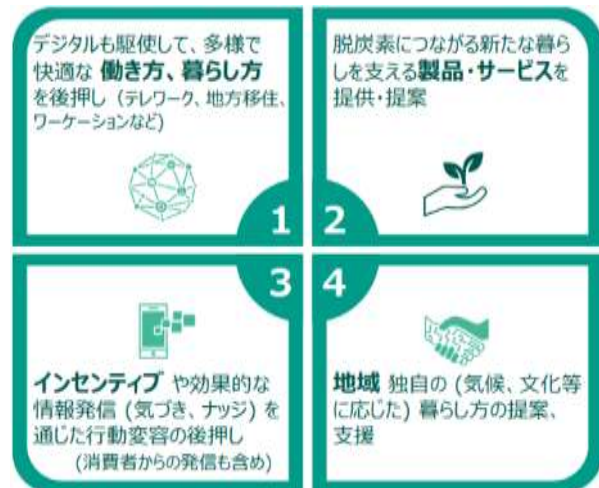 デジタルも駆使して、多様で
快適な 働き方、暮らし方
を後押し（テレワーク、地方移住、
ワーケーションなど)
1
脱炭素につながる新たな暮ら
しを支える製品・サービスを
提供・提案
2
3
インセンティブ や効果的な
情報発信 (気づき、ナッジ) を
通じた行動変容の後押し
(消費者からの発信も含め)
4
地域 独自の (気候、文化等
に応じた) 暮らし方の提案、
支援